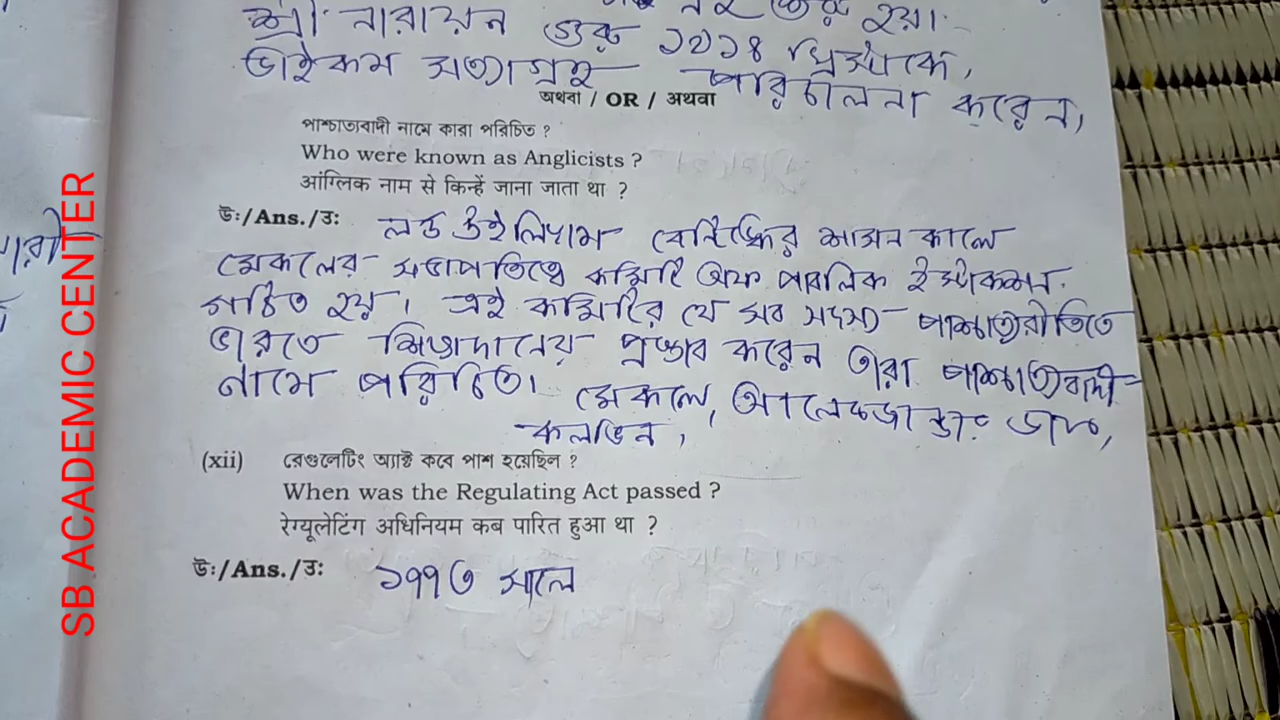 হয়।
শ্রী নারায়ন গুরু ১৯২৪ খ্রিস্টাব্দে,
ভাইকম সত্যাগ্রহ পরিচালনা করেন,
অথবা / OR / अथवा
পাশ্চাত্যবাদী নামে কারা পরিচিত ?
Who were known as Anglicists ?
आंग्लिक नाम से किन्हें जाना जाता था ?
উঃ/Ans./उ: লর্ড উইলিয়াম বেন্টিঙ্কের শাসন কালে
মেকলের সভাপতিত্বে কমিটি অফ পাবলিক ইন্সট্রাকশন
গঠিত হয়। এই কমিটির যে সব সদস্য পাশ্চাত্যরীতিতে
ভারতে শিক্ষাদানের প্রস্তাব করেন তারা পাশ্চাত্যবাদী
নামে পরিচিত। মেকলে, আলেকজান্ডার ডাফ,
কলভিন,
(xii) রেগুলেটিং অ্যাক্ট কবে পাশ হয়েছিল ?
When was the Regulating Act passed ?
रेग्यूलेटिंग अधिनियम कब पारित हुआ था ?
উঃ/Ans./उ: ১৭৭৩ সালে
SB ACADEMIC CENTER